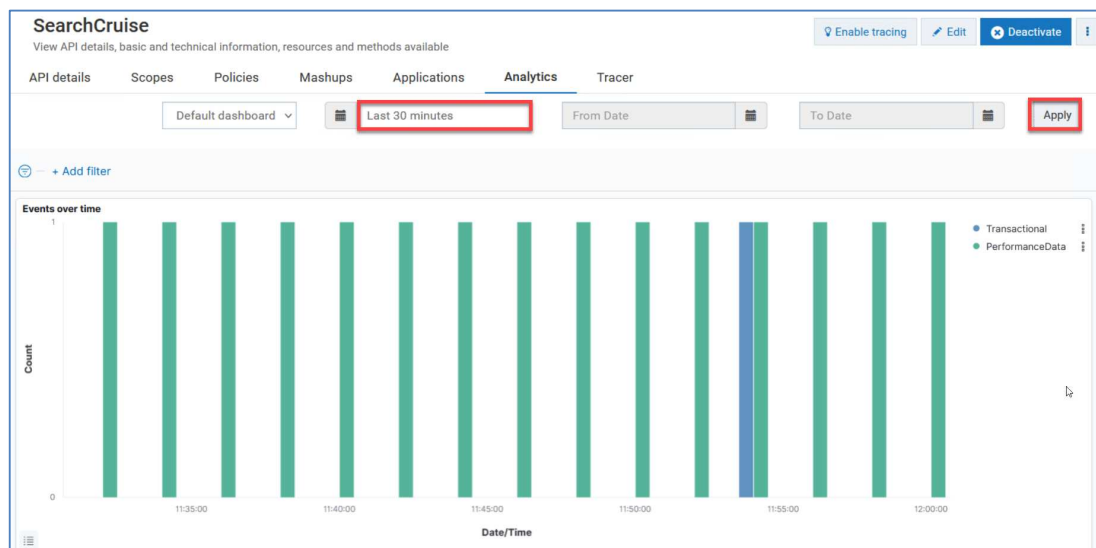 SearchCruise
View API details, basic and technical information, resources and methods available
Enable tracing
Edit
Deactivate
API details Scopes Policies Mashups Applications Analytics Tracer
Default dashboard Last 30 minutes From Date To Date Apply
+ Add filter
Events over time
1
0
Count
Transactional
PerformanceData
11:35:00 11:40:00 11:45:00 11:50:00 11:55:00 12:00:00
Date/Time